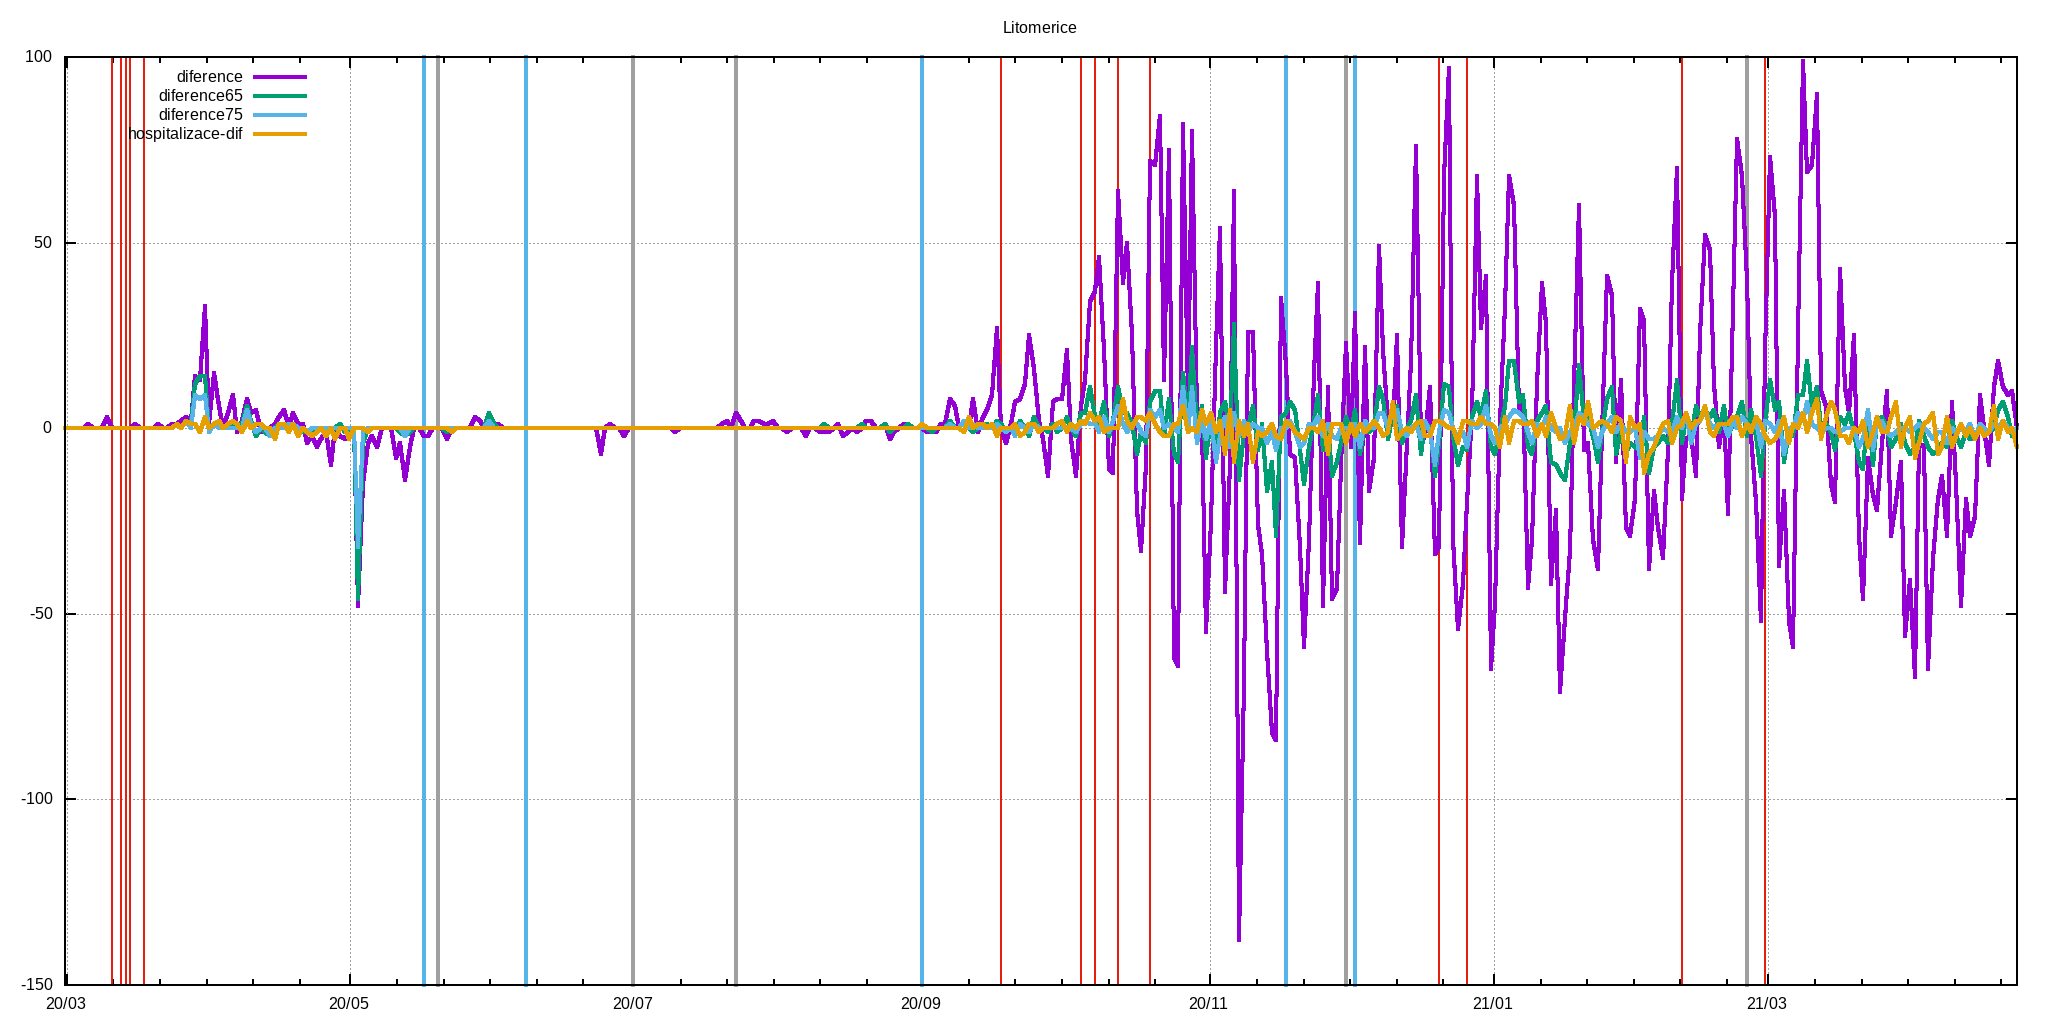 Litomerice
100
diference
diference65
diference75
hospitalizace-dif
50
0
-50
-100
-150
20/03 20/05 20/07 20/09 20/11 21/01 21/03